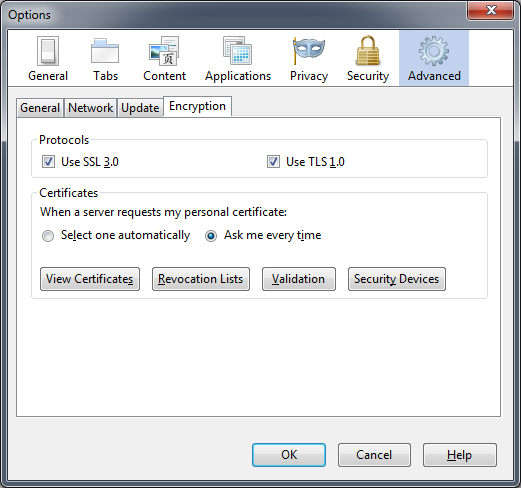 Options
General Tabs Content Applications Privacy Security Advanced
General Network Update Encryption
Protocols
Use SSL 3.0 Use TLS 1.0
Certificates
When a server requests my personal certificate:
Select one automatically Ask me every time
View Certificates Revocation Lists Validation Security Devices
OK Cancel Help